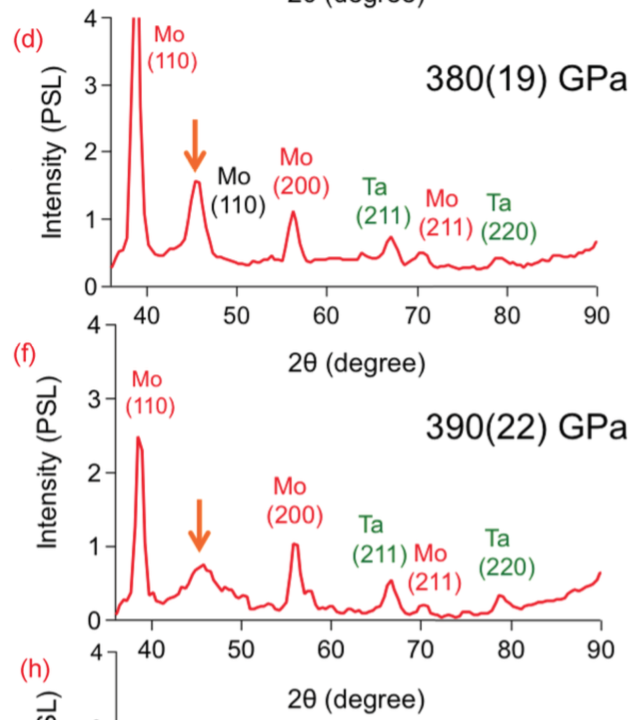 2θ (degree)
(d)
4
Mo
(110)
380(19) GPa
3
Intensity (PSL)
2
Mo
(200)
Mo
(110)
Ta
(211)
Mo
(211)
Ta
(220)
1
0
40 50 60 70 80 90
2θ (degree)
(f)
4
Mo
(110)
390(22) GPa
3
Intensity (PSL)
2
Mo
(200)
Ta
(211)
Mo
(211)
Ta
(220)
1
0
40 50 60 70 80 90
2θ (degree)
(h)
4
SL)